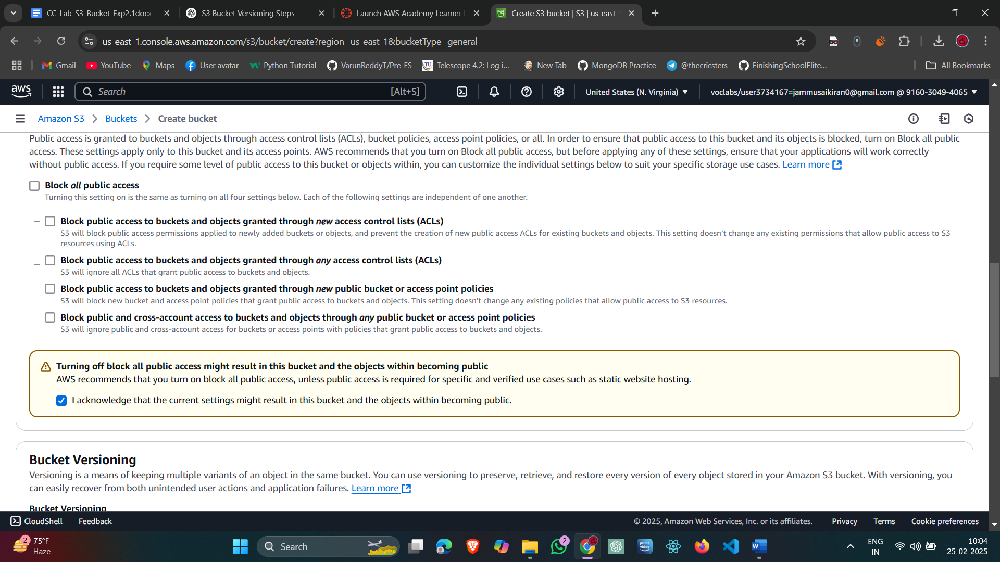 CC_Lab_S3_Bucket_Exp2.1docx
S3 Bucket Versioning Steps
Launch AWS Academy Learner
Create S3 bucket | S3 | us-east-
us-east-1.console.aws.amazon.com/s3/bucket/create?region=us-east-1&bucketType=general
Gmail
YouTube
Maps
User avatar
Python Tutorial
VarunReddyT/Pre-FS
TU
Telescope 4.2: Log i...
New Tab
MongoDB Practice
@thecricsters
FinishingSchoolElite...
All Bookmarks
aws
Search
[Alt+S]
United States (N. Virginia)
voclabs/user3734167=jammusaikiran0@gmail.com @ 9160-3049-4065
Amazon S3
Buckets
Create bucket
Public access is granted to buckets and objects through access control lists (ACLs), bucket policies, access point policies, or all. In order to ensure that public access to this bucket and its objects is blocked, turn on Block all public
access. These settings apply only to this bucket and its access points. AWS recommends that you turn on Block all public access, but before applying any of these settings, ensure that your applications will work correctly
without public access. If you require some level of public access to this bucket or objects within, you can customize the individual settings below to suit your specific storage use cases. Learn more
Block all public access
Turning this setting on is the same as turning on all four settings below. Each of the following settings are independent of one another.
Block public access to buckets and objects granted through new access control lists (ACLs)
S3 will block public access permissions applied to newly added buckets or objects, and prevent the creation of new public access ACLs for existing buckets and objects. This setting doesn't change any existing permissions that allow public access to S3
resources using ACLs.
Block public access to buckets and objects granted through any access control lists (ACLs)
S3 will ignore all ACLs that grant public access to buckets and objects.
Block public access to buckets and objects granted through new public bucket or access point policies
S3 will block new bucket and access point policies that grant public access to buckets and objects. This setting doesn't change any existing policies that allow public access to S3 resources.
Block public and cross-account access to buckets and objects through any public bucket or access point policies
S3 will ignore public and cross-account access for buckets or access points with policies that grant public access to buckets and objects.
Turning off block all public access might result in this bucket and the objects within becoming public
AWS recommends that you turn on block all public access, unless public access is required for specific and verified use cases such as static website hosting.
I acknowledge that the current settings might result in this bucket and the objects within becoming public.
Bucket Versioning
Versioning is a means of keeping multiple variants of an object in the same bucket. You can use versioning to preserve, retrieve, and restore every version of every object stored in your Amazon S3 bucket. With versioning, you
can easily recover from both unintended user actions and application failures. Learn more
Bucket Versioning
CloudShell
Feedback
© 2025, Amazon Web Services, Inc. or its affiliates.
Privacy
Terms
Cookie preferences
2
75°F
Haze
Search
2
prime video
W
ENG
IN
10:04
25-02-2025